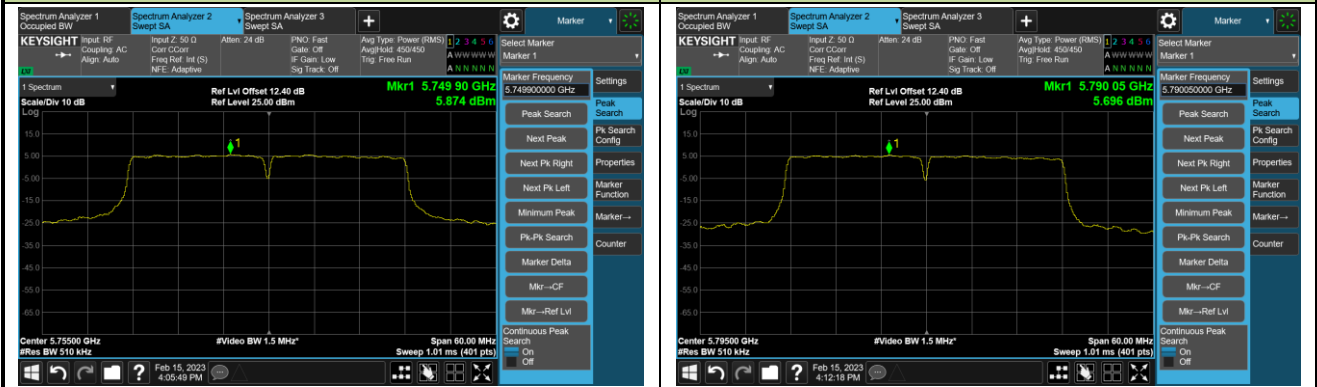 Spectrum Analyzer 1
Occupied BW
Spectrum Analyzer 2
Swept SA
Spectrum Analyzer 3
Swept SA
+
Marker
KEYSIGHT
Input: RF
Coupling: AC
Align: Auto
Input Z: 50 Ω
Corr CCorr
Freq Ref: Int (S)
NFE: Adaptive
Atten: 24 dB
PNO: Fast
Gate: Off
IF Gain: Low
Sig Track: Off
Avg Type: Power (RMS)
Avg|Hold: 450/450
Trig: Free Run
1 2 3 4 5 6
A W W W W W
A N N N N N
Select Marker
Marker 1
1 Spectrum
Scale/Div 10 dB
Log
Ref Lvl Offset 12.40 dB
Ref Level 25.00 dBm
Mkr1 5.749 90 GHz
5.874 dBm
15.0
5.00
-5.00
-15.0
-25.0
-35.0
-45.0
-55.0
-65.0
1
Center 5.75500 GHz
#Res BW 510 kHz
#Video BW 1.5 MHz*
Span 60.00 MHz
Sweep 1.01 ms (401 pts)
Marker Frequency
5.749900000 GHz
Peak Search
Next Peak
Next Pk Right
Next Pk Left
Minimum Peak
Pk-Pk Search
Marker Delta
Mkr→CF
Mkr→Ref Lvl
Continuous Peak
Search
On
Off
Settings
Peak
Search
Pk Search
Config
Properties
Marker
Function
Marker→
Counter
?
Feb 15, 2023
4:05:49 PM
Spectrum Analyzer 1
Occupied BW
Spectrum Analyzer 2
Swept SA
Spectrum Analyzer 3
Swept SA
+
Marker
KEYSIGHT
Input: RF
Coupling: AC
Align: Auto
Input Z: 50 Ω
Corr CCorr
Freq Ref: Int (S)
NFE: Adaptive
Atten: 24 dB
PNO: Fast
Gate: Off
IF Gain: Low
Sig Track: Off
Avg Type: Power (RMS)
Avg|Hold: 450/450
Trig: Free Run
1 2 3 4 5 6
A W W W W W
A N N N N N
Select Marker
Marker 1
1 Spectrum
Scale/Div 10 dB
Log
Ref Lvl Offset 12.40 dB
Ref Level 25.00 dBm
Mkr1 5.790 05 GHz
5.696 dBm
15.0
5.00
-5.00
-15.0
-25.0
-35.0
-45.0
-55.0
-65.0
1
Center 5.79500 GHz
#Res BW 510 kHz
#Video BW 1.5 MHz*
Span 60.00 MHz
Sweep 1.01 ms (401 pts)
Marker Frequency
5.790050000 GHz
Peak Search
Next Peak
Next Pk Right
Next Pk Left
Minimum Peak
Pk-Pk Search
Marker Delta
Mkr→CF
Mkr→Ref Lvl
Continuous Peak
Search
On
Off
Settings
Peak
Search
Pk Search
Config
Properties
Marker
Function
Marker→
Counter
?
Feb 15, 2023
4:12:18 PM